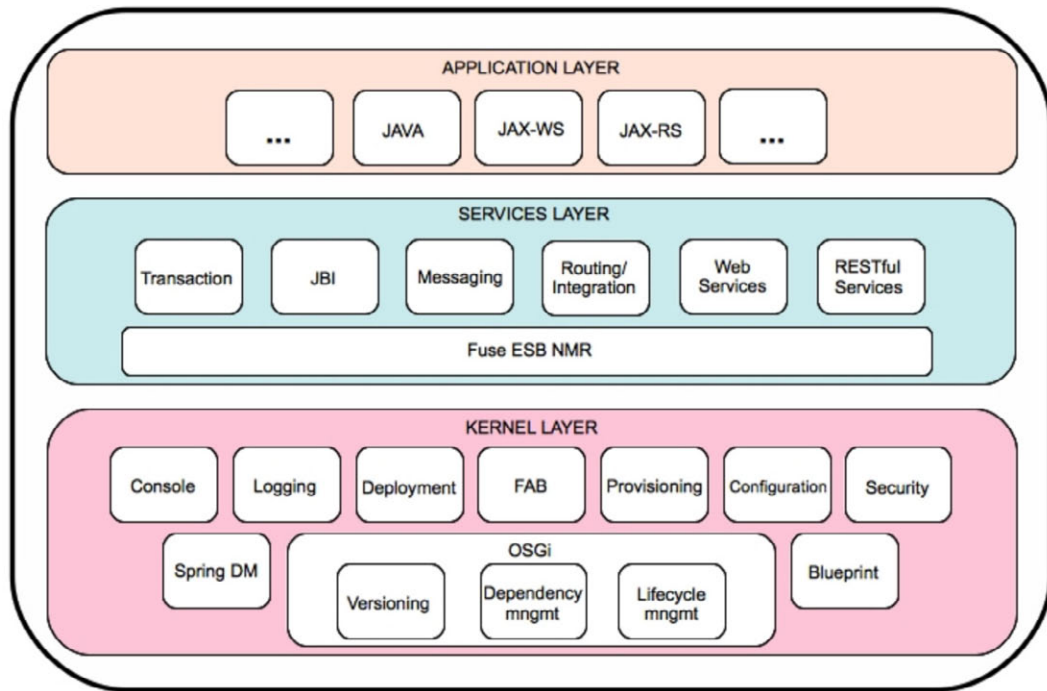 APPLICATION LAYER
...
JAVA
JAX-WS
JAX-RS
...
SERVICES LAYER
Transaction
JBI
Messaging
Routing/
Integration
Web
Services
RESTful
Services
Fuse ESB NMR
KERNEL LAYER
Console
Logging
Deployment
FAB
Provisioning
Configuration
Security
Spring DM
OSGi
Versioning
Dependency
mngmt
Lifecycle
mngmt
Blueprint